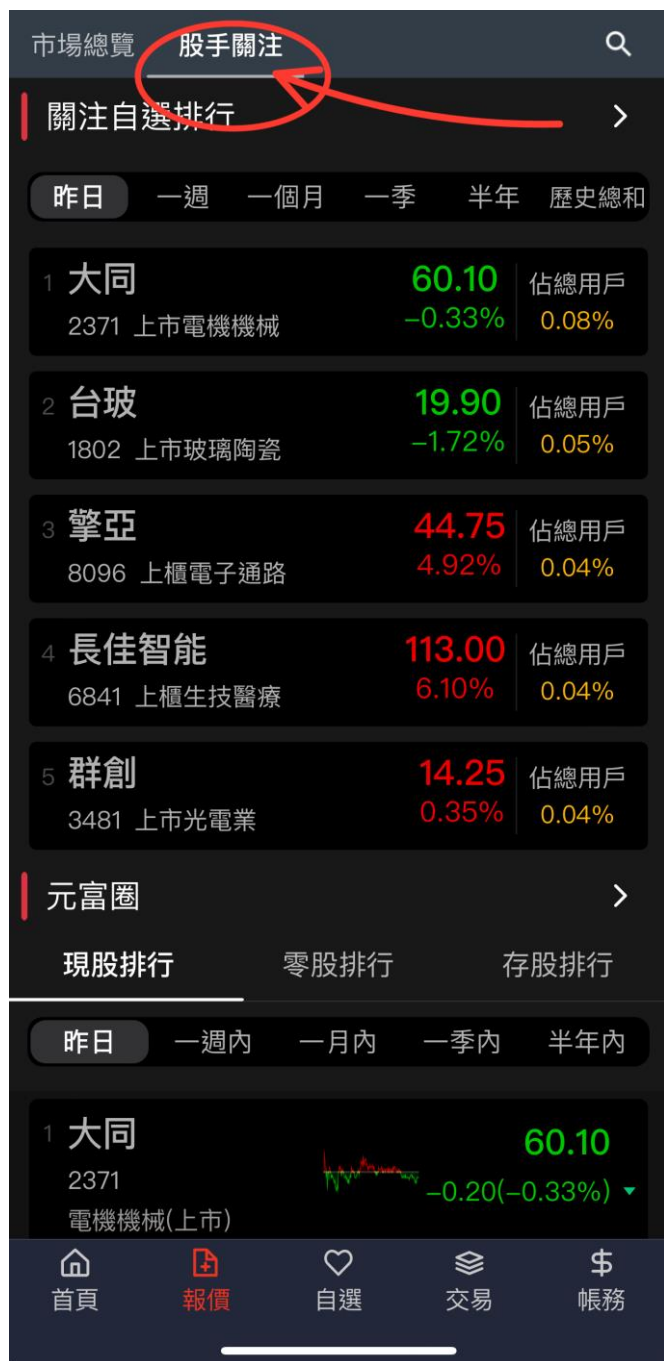 市場總覽 股手關注
關注自選排行
昨日 一週 一個月 一季 半年 歷史總和
1 大同 60.10 佔總用戶
2371 上市電機機械 -0.33% 0.08%
2 台玻 19.90 佔總用戶
1802 上市玻璃陶瓷 -1.72% 0.05%
3 擎亞 44.75 佔總用戶
8096 上櫃電子通路 4.92% 0.04%
4 長佳智能 113.00 佔總用戶
6841 上櫃生技醫療 6.10% 0.04%
5 群創 14.25 佔總用戶
3481 上市光電業 0.35% 0.04%
元富圈
現股排行 零股排行 存股排行
昨日 一週內 一月內 一季內 半年內
1 大同 60.10
2371 -0.20(-0.33%)
電機機械(上市)
首頁 報價 自選 交易 帳務